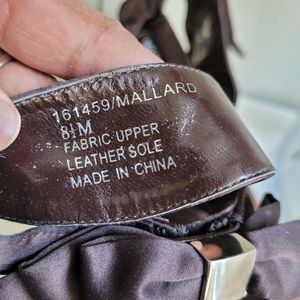 161459/MALLARD
8½M
FABRIC UPPER
LEATHER SOLE
MADE IN CHINA